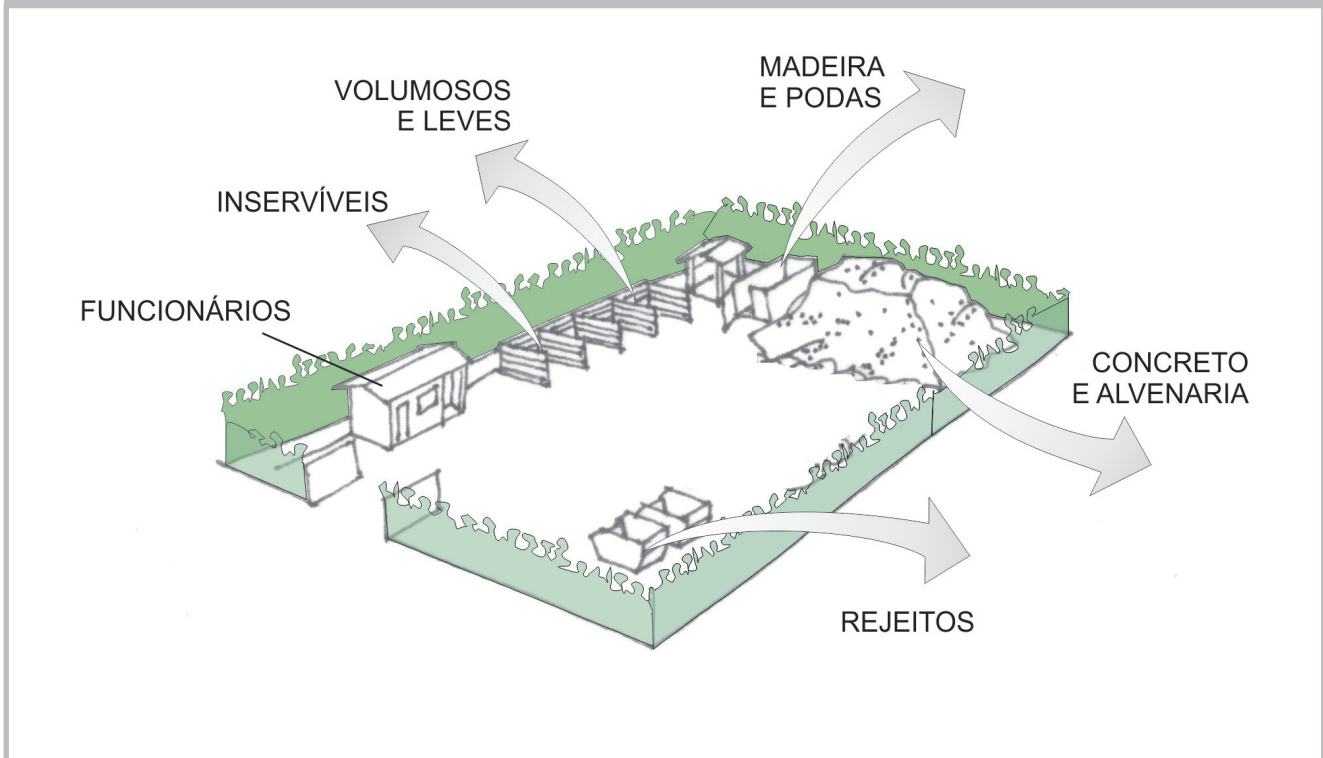 MADEIRA
E PODAS
VOLUMOSOS
E LEVES
INSERVÍVEIS
FUNCIONÁRIOS
CONCRETO
E ALVENARIA
REJEITOS